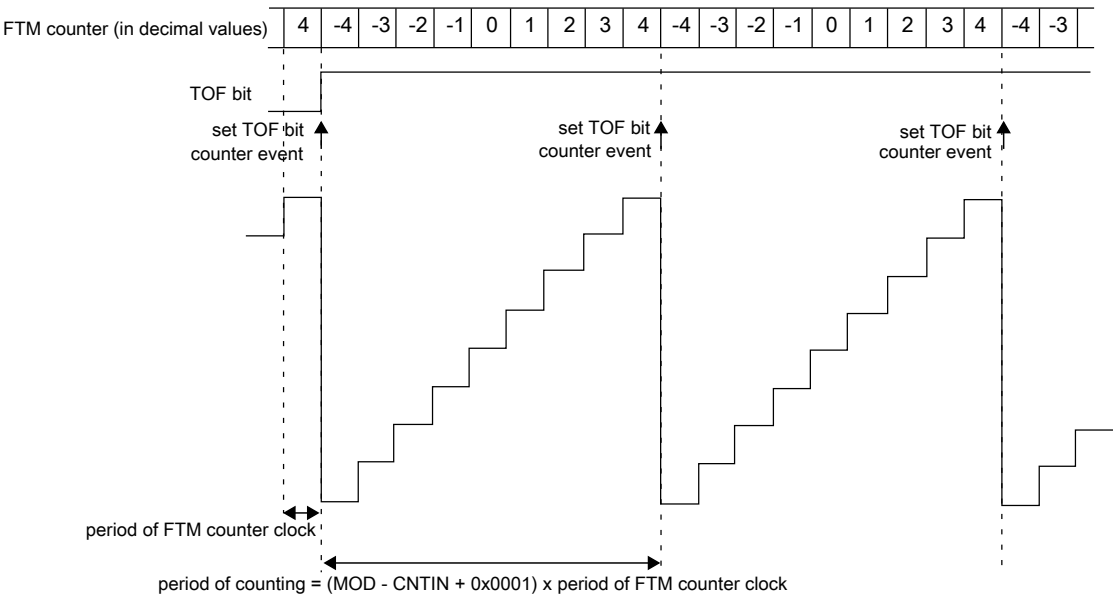 FTM counter (in decimal values) 4 -4 -3 -2 -1 0 1 2 3 4 -4 -3 -2 -1 0 1 2 3 4 -4 -3
TOF bit
set TOF bit set TOF bit set TOF bit
counter event counter event counter event
period of FTM counter clock
period of counting = (MOD - CNTIN + 0x0001) x period of FTM counter clock